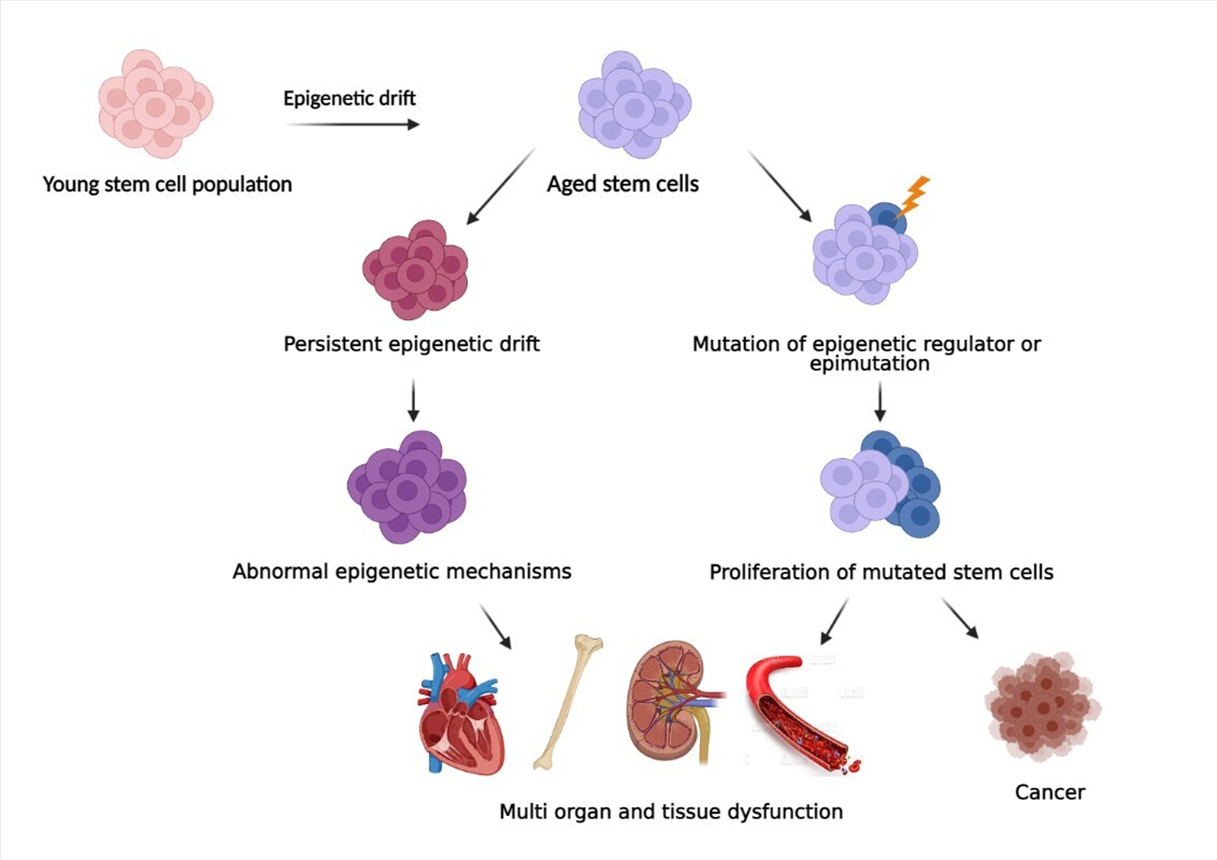 Epigenetic drift
Young stem cell population
Aged stem cells
Persistent epigenetic drift
Mutation of epigenetic regulator or
epimutation
Abnormal epigenetic mechanisms
Proliferation of mutated stem cells
Multi organ and tissue dysfunction
Cancer